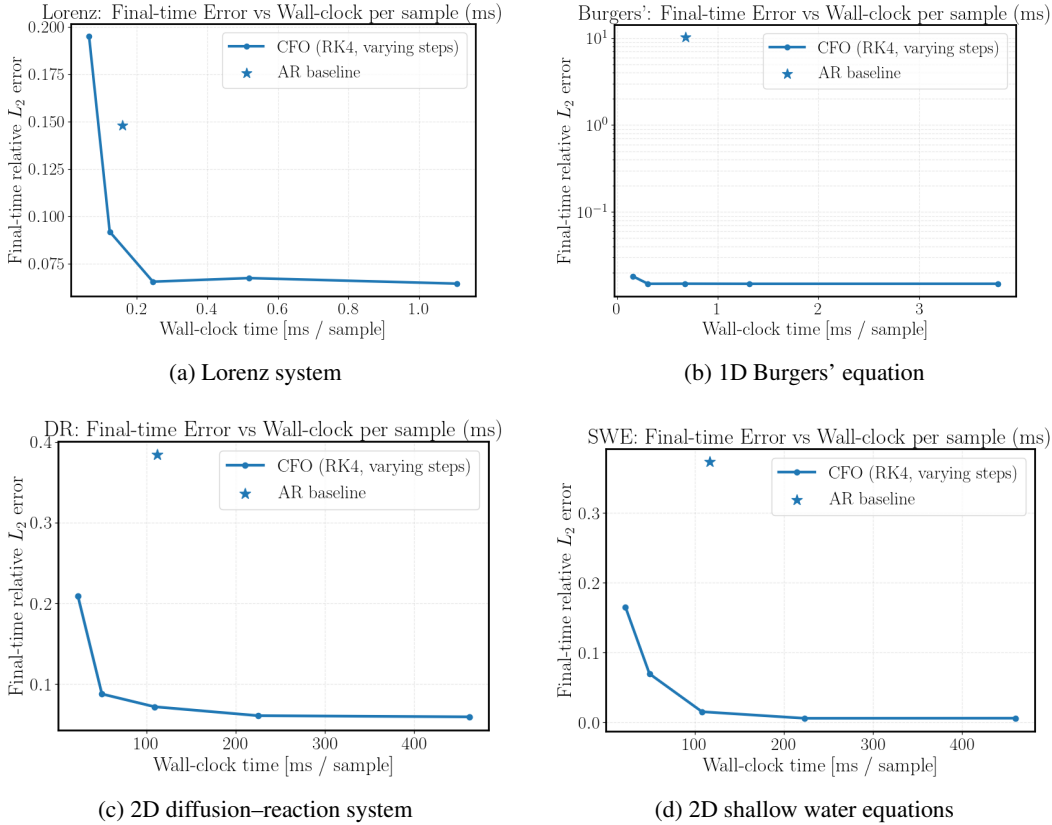 Lorenz: Final-time Error vs Wall-clock per sample (ms)
Final-time relative L₂ error
0.200
0.175
0.150
0.125
0.100
0.075
CFO (RK4, varying steps)
AR baseline
0.2 0.4 0.6 0.8 1.0
Wall-clock time [ms / sample]
(a) Lorenz system
Burgers': Final-time Error vs Wall-clock per sample (ms)
Final-time relative L₂ error
10¹
10⁰
10⁻¹
CFO (RK4, varying steps)
AR baseline
0 1 2 3
Wall-clock time [ms / sample]
(b) 1D Burgers' equation
DR: Final-time Error vs Wall-clock per sample (ms)
Final-time relative L₂ error
0.4
0.3
0.2
0.1
CFO (RK4, varying steps)
AR baseline
100 200 300 400
Wall-clock time [ms / sample]
(c) 2D diffusion–reaction system
SWE: Final-time Error vs Wall-clock per sample (ms)
Final-time relative L₂ error
0.3
0.2
0.1
0.0
CFO (RK4, varying steps)
AR baseline
100 200 300 400
Wall-clock time [ms / sample]
(d) 2D shallow water equations